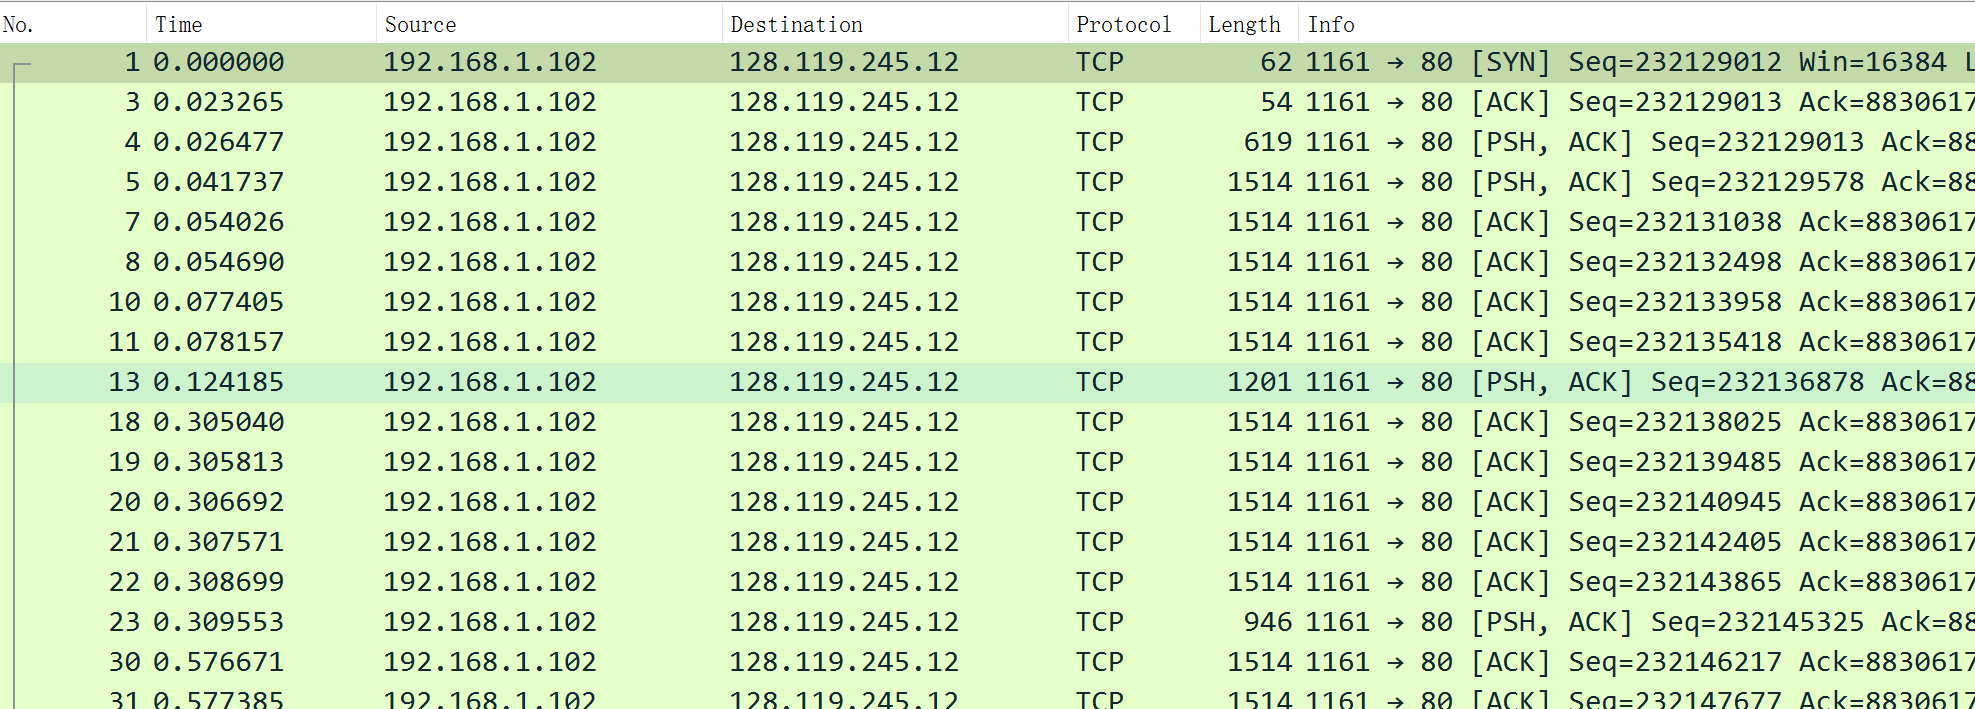 No. Time Source Destination Protocol Length Info
1 0.000000 192.168.1.102 128.119.245.12 TCP 62 1161 → 80 [SYN] Seq=232129012 Win=16384 L
3 0.023265 192.168.1.102 128.119.245.12 TCP 54 1161 → 80 [ACK] Seq=232129013 Ack=8830617
4 0.026477 192.168.1.102 128.119.245.12 TCP 619 1161 → 80 [PSH, ACK] Seq=232129013 Ack=88
5 0.041737 192.168.1.102 128.119.245.12 TCP 1514 1161 → 80 [PSH, ACK] Seq=232129578 Ack=88
7 0.054026 192.168.1.102 128.119.245.12 TCP 1514 1161 → 80 [ACK] Seq=232131038 Ack=8830617
8 0.054690 192.168.1.102 128.119.245.12 TCP 1514 1161 → 80 [ACK] Seq=232132498 Ack=8830617
10 0.077405 192.168.1.102 128.119.245.12 TCP 1514 1161 → 80 [ACK] Seq=232133958 Ack=8830617
11 0.078157 192.168.1.102 128.119.245.12 TCP 1514 1161 → 80 [ACK] Seq=232135418 Ack=8830617
13 0.124185 192.168.1.102 128.119.245.12 TCP 1201 1161 → 80 [PSH, ACK] Seq=232136878 Ack=88
18 0.305040 192.168.1.102 128.119.245.12 TCP 1514 1161 → 80 [ACK] Seq=232138025 Ack=8830617
19 0.305813 192.168.1.102 128.119.245.12 TCP 1514 1161 → 80 [ACK] Seq=232139485 Ack=8830617
20 0.306692 192.168.1.102 128.119.245.12 TCP 1514 1161 → 80 [ACK] Seq=232140945 Ack=8830617
21 0.307571 192.168.1.102 128.119.245.12 TCP 1514 1161 → 80 [ACK] Seq=232142405 Ack=8830617
22 0.308699 192.168.1.102 128.119.245.12 TCP 1514 1161 → 80 [ACK] Seq=232143865 Ack=8830617
23 0.309553 192.168.1.102 128.119.245.12 TCP 946 1161 → 80 [PSH, ACK] Seq=232145325 Ack=88
30 0.576671 192.168.1.102 128.119.245.12 TCP 1514 1161 → 80 [ACK] Seq=232146217 Ack=8830617
31 0.577385 192.168.1.102 128.119.245.12 TCP 1514 1161 → 80 [ACK] Seq=232147677 Ack=8830617